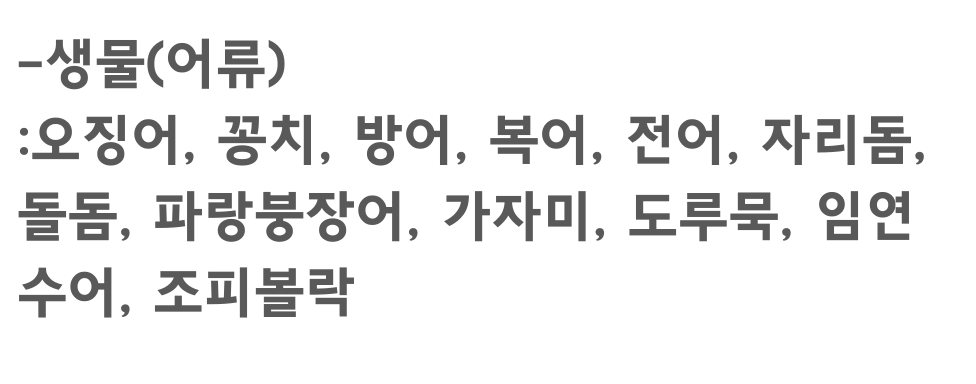 -생물(어류)
:오징어, 꽁치, 방어, 복어, 전어, 자리돔,
돌돔, 파랑붕장어, 가자미, 도루묵, 임연
수어, 조피볼락